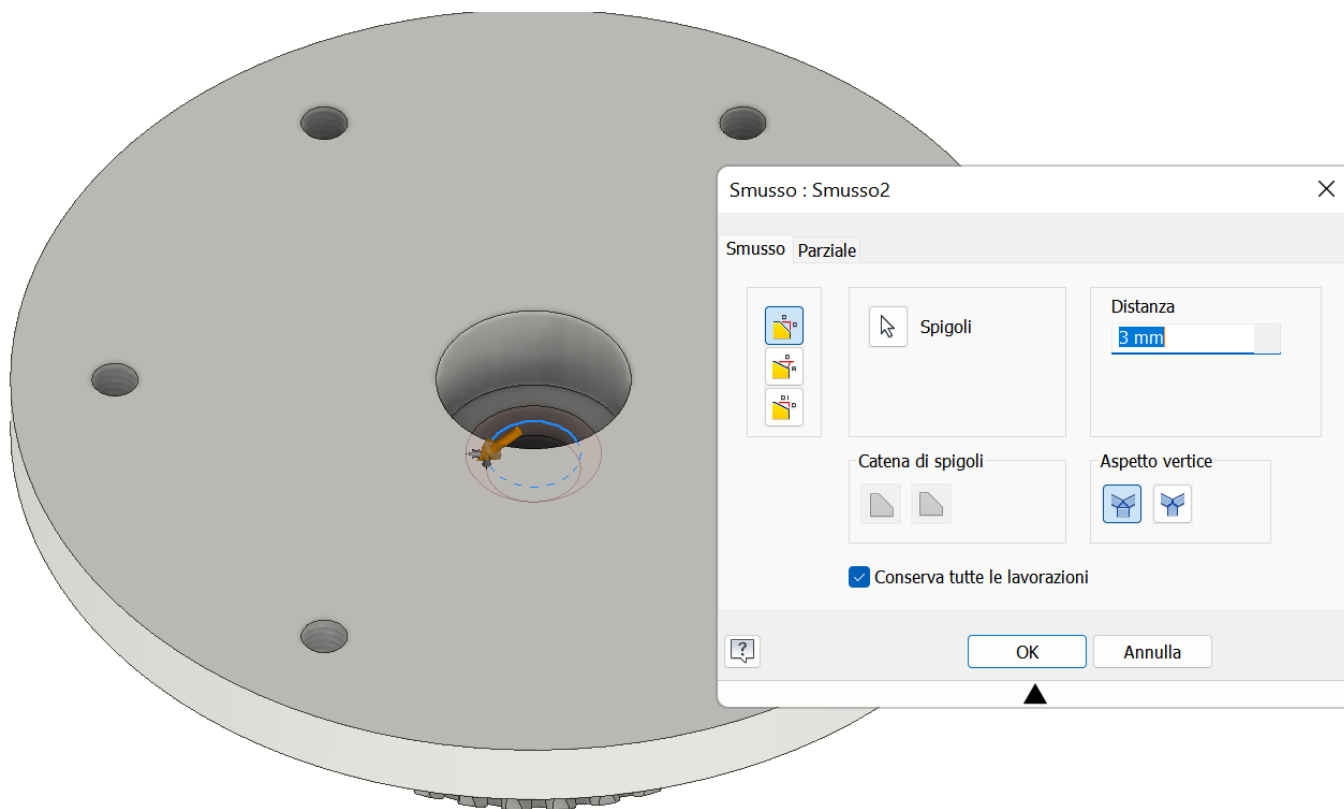 Smusso : Smusso2
Smusso Parziale
Spigoli
Distanza
3 mm
Catena di spigoli
Aspetto vertice
Conserva tutte le lavorazioni
?
OK Annulla